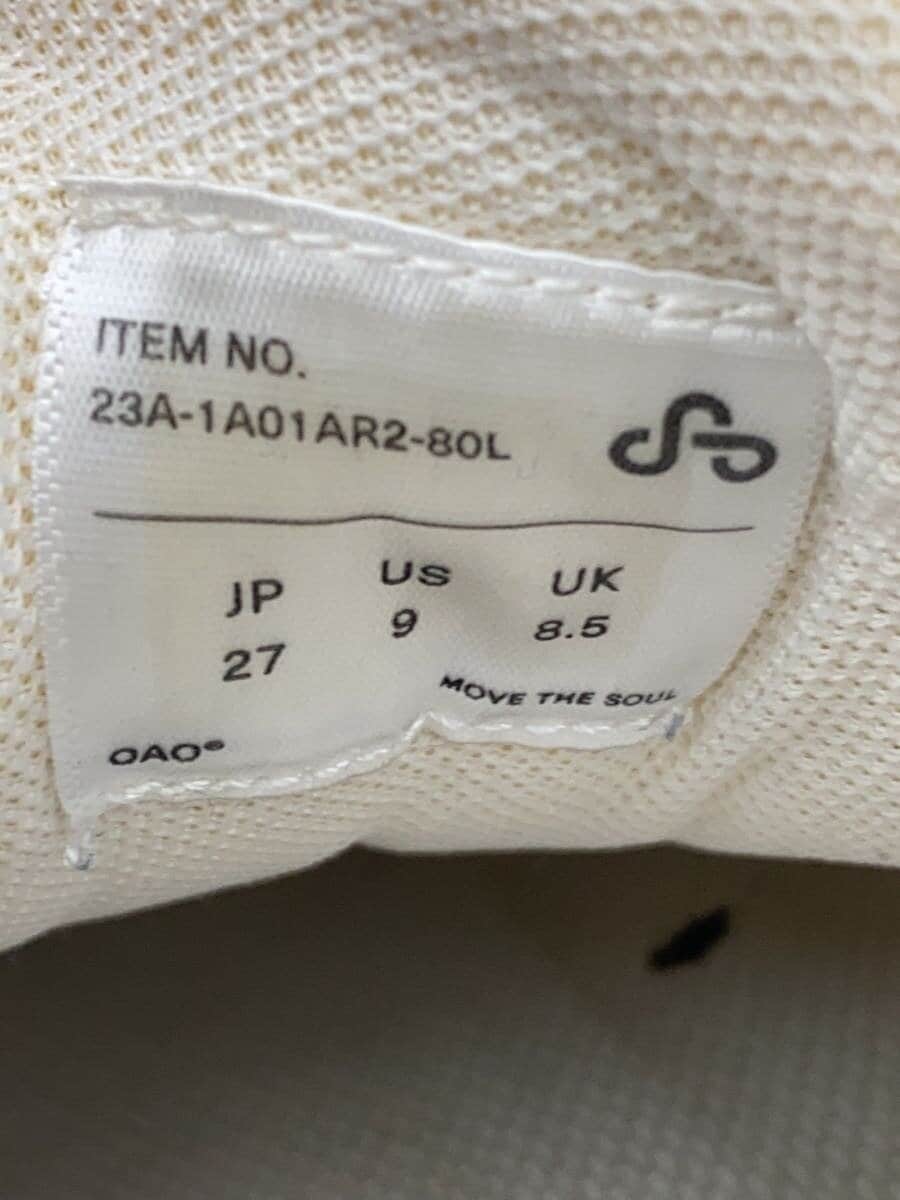 ITEM NO.
23A-1A01AR2-80L
JP US UK
27 9 8.5
MOVE THE SOUL
OAO®